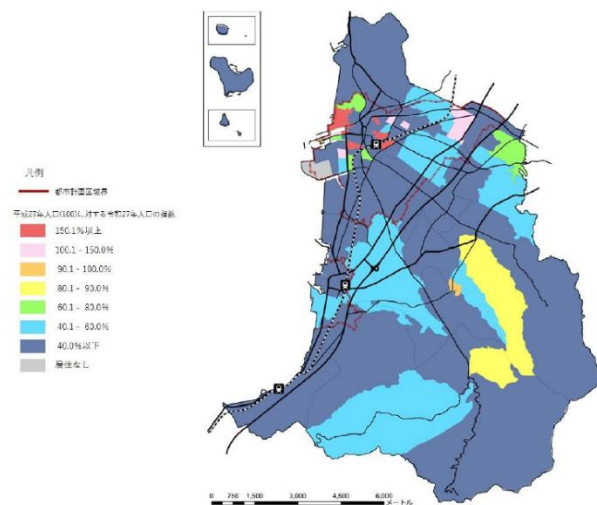 凡例
都市計画区域界
平成27年人口(100)に対する令和27年人口の指数
150.1%以上
100.1 - 150.0%
90.1 - 100.0%
80.1 - 90.0%
60.1 - 80.0%
40.1 - 60.0%
40.0%以下
居住なし
0 750 1,500 3,000 4,500 6,000
メートル